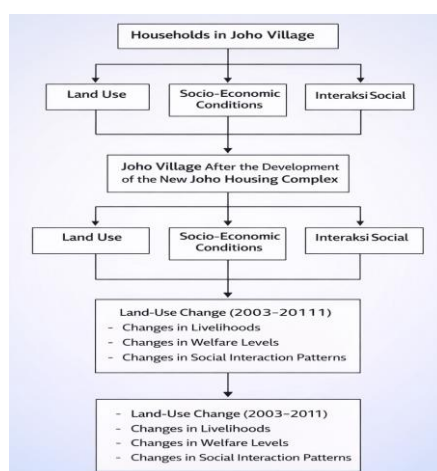 Households in Joho Village
Land Use
Socio-Economic
Conditions
Interaksi Social
Joho Village After the Development
of the New Joho Housing Complex
Land Use
Socio-Economic
Conditions
Interaksi Social
Land-Use Change (2003–20111)
- Changes in Livelihoods
- Changes in Welfare Levels
- Changes in Social Interaction Patterns
- Land-Use Change (2003–2011)
- Changes in Livelihoods
- Changes in Welfare Levels
- Changes in Social Interaction Patterns